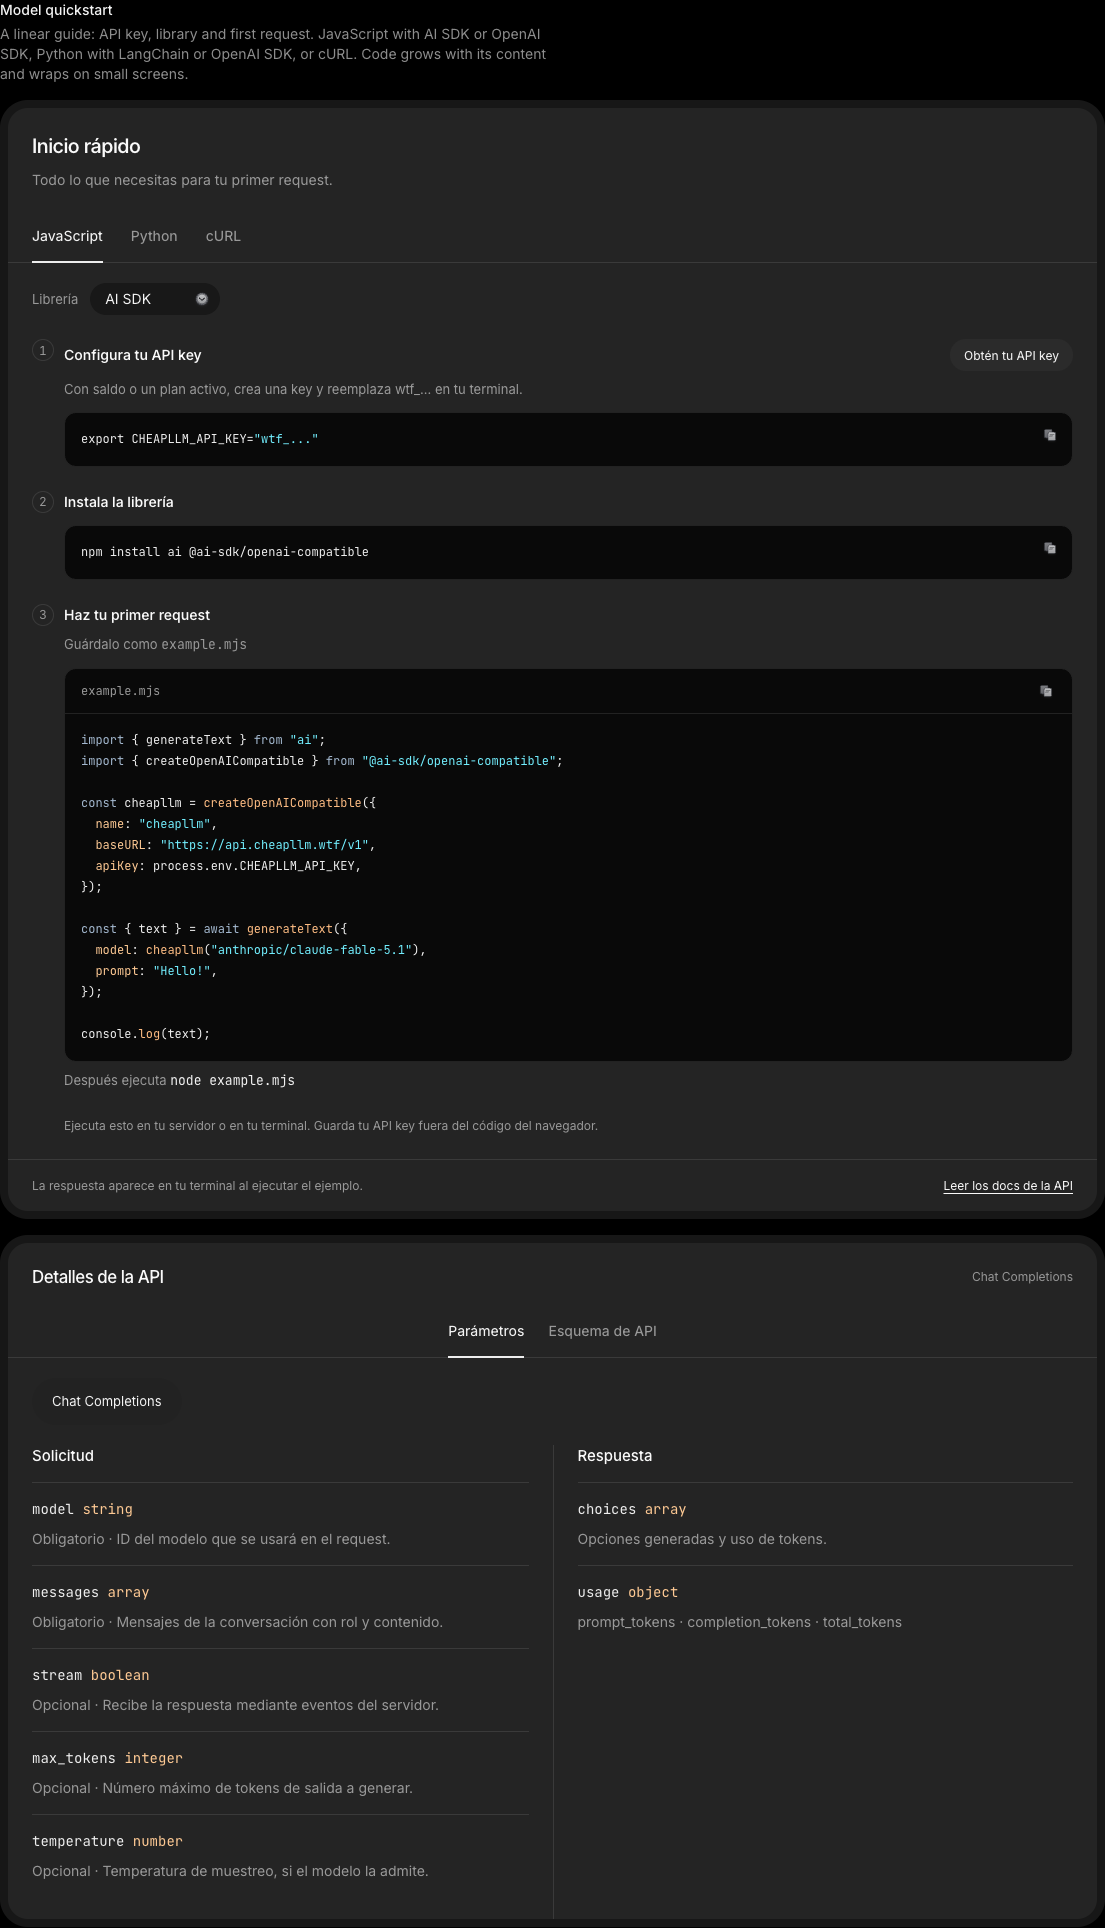 Model quickstart
A linear guide: API key, library and first request. JavaScript with AI SDK or OpenAI
SDK, Python with LangChain or OpenAI SDK, or cURL. Code grows with its content
and wraps on small screens.
Inicio rápido
Todo lo que necesitas para tu primer request.
JavaScript Python cURL
Librería AI SDK
1 Configura tu API key Obtén tu API key
Con saldo o un plan activo, crea una key y reemplaza wtf_... en tu terminal.
export CHEAPLLM_API_KEY="wtf_..."
2 Instala la librería
npm install ai @ai-sdk/openai-compatible
3 Haz tu primer request
Guárdalo como example.mjs
example.mjs
import { generateText } from "ai";
import { createOpenAICompatible } from "@ai-sdk/openai-compatible";
const cheapllm = createOpenAICompatible({
  name: "cheapllm",
  baseURL: "https://api.cheapllm.wtf/v1",
  apiKey: process.env.CHEAPLLM_API_KEY,
});
const { text } = await generateText({
  model: cheapllm("anthropic/claude-fable-5.1"),
  prompt: "Hello!",
});
console.log(text);
Después ejecuta node example.mjs
Ejecuta esto en tu servidor o en tu terminal. Guarda tu API key fuera del código del navegador.
La respuesta aparece en tu terminal al ejecutar el ejemplo. Leer los docs de la API
Detalles de la API Chat Completions
Parámetros Esquema de API
Chat Completions
Solicitud
model string
Obligatorio · ID del modelo que se usará en el request.
messages array
Obligatorio · Mensajes de la conversación con rol y contenido.
stream boolean
Opcional · Recibe la respuesta mediante eventos del servidor.
max_tokens integer
Opcional · Número máximo de tokens de salida a generar.
temperature number
Opcional · Temperatura de muestreo, si el modelo la admite.
Respuesta
choices array
Opciones generadas y uso de tokens.
usage object
prompt_tokens · completion_tokens · total_tokens